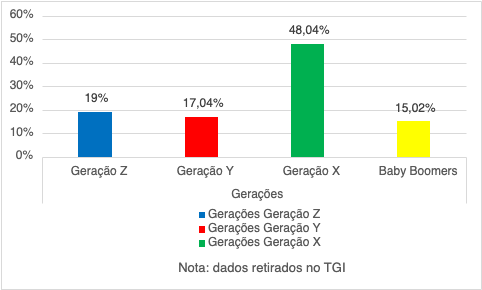 60%
50%
40%
30%
20%
10%
0%
19%
17,04%
48,04%
15,02%
Geração Z
Geração Y
Geração X
Baby Boomers
Gerações
Gerações Geração Z
Gerações Geração Y
Gerações Geração X
Nota: dados retirados no TGI